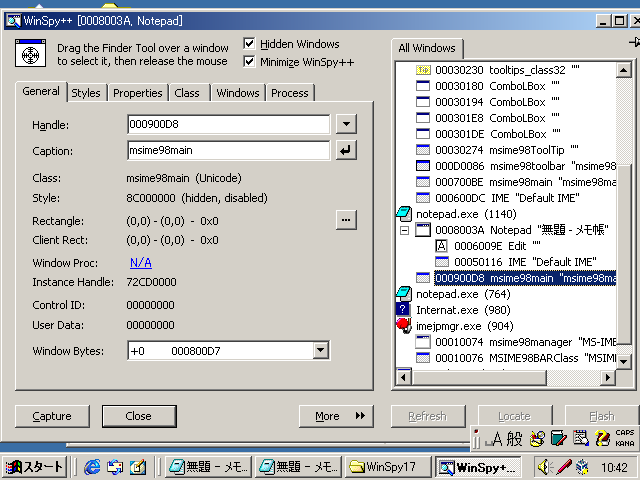 WinSpy++ [0008003A, Notepad]
Drag the Finder Tool over a window
to select it, then release the mouse
Hidden Windows
Minimize WinSpy++
General Styles Properties Class Windows Process
Handle: 000900D8
Caption: msime98main
Class: msime98main (Unicode)
Style: 8C000000 (hidden, disabled)
Rectangle: (0,0) - (0,0) - 0x0
...
Client Rect: (0,0) - (0,0) - 0x0
Window Proc: N/A
Instance Handle: 72CD0000
Control ID: 00000000
User Data: 00000000
Window Bytes: +0 000800D7
Capture
Close
More
All Windows
Tip 00030230 tooltips_class32 ""
00030180 ComboLBox ""
00030194 ComboLBox ""
000301E8 ComboLBox ""
000301DE ComboLBox ""
00030274 msime98ToolTip ""
000D0086 msime98toolbar "msime98
000700BE msime98main "msime98ma
000600DC IME "Default IME"
notepad.exe (1140)
0008003A Notepad "無題 - メモ帳"
A 0006009E Edit ""
00050116 IME "Default IME"
000900D8 msime98main "msime98ma
notepad.exe (764)
Internat.exe (980)
imejpmgr.exe (904)
00010074 msime98manager "MS-IME
00010076 MSIME98BARClass "MSIME
Refresh
Locate
Flash
A 般 CAPS
KANA
スタート
無題 - メモ...
無題 - メモ...
WinSpy17
WinSpy+...
10:42